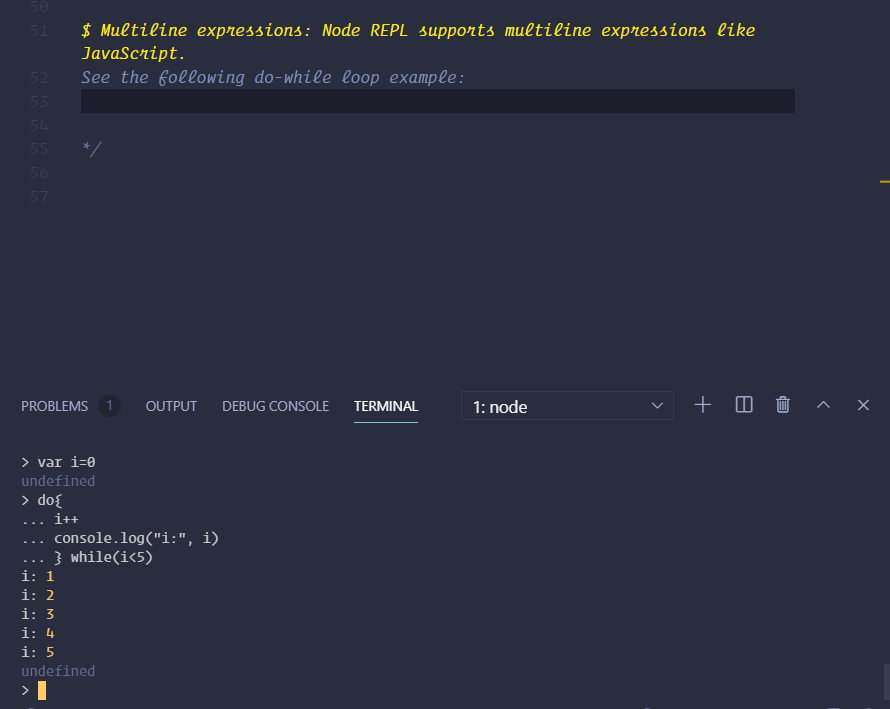 50
51 $ Multiline expressions: Node REPL supports multiline expressions like
JavaScript.
52 See the following do-while loop example:
53
54
55 */
56
57
PROBLEMS 1 OUTPUT DEBUG CONSOLE TERMINAL 1: node
> var i=0
undefined
> do{
... i++
... console.log("i:", i)
... } while(i<5)
i: 1
i: 2
i: 3
i: 4
i: 5
undefined
>